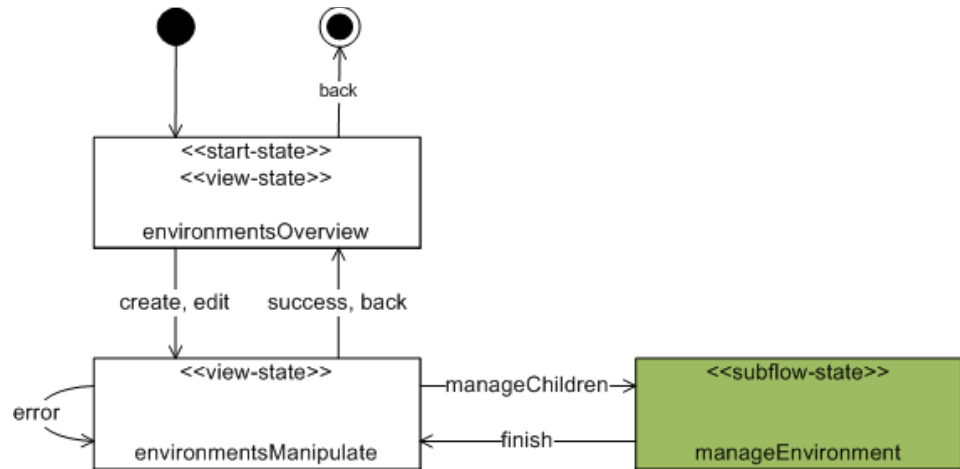 back
<<start-state>>
<<view-state>>
environmentsOverview
create, edit
success, back
<<view-state>>
environmentsManipulate
error
manageChildren
finish
<<subflow-state>>
manageEnvironment